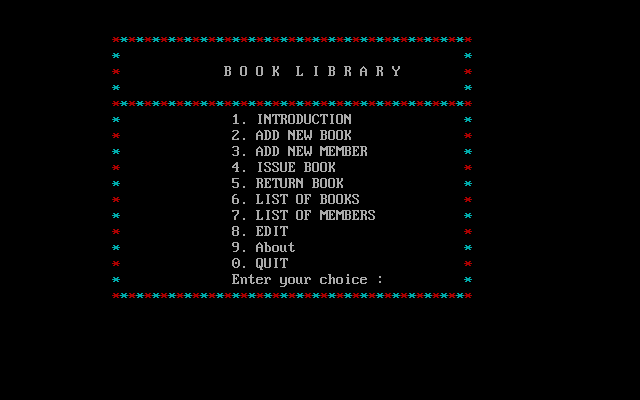 B O O K  L I B R A R Y
1. INTRODUCTION
2. ADD NEW BOOK
3. ADD NEW MEMBER
4. ISSUE BOOK
5. RETURN BOOK
6. LIST OF BOOKS
7. LIST OF MEMBERS
8. EDIT
9. About
0. QUIT
Enter your choice :